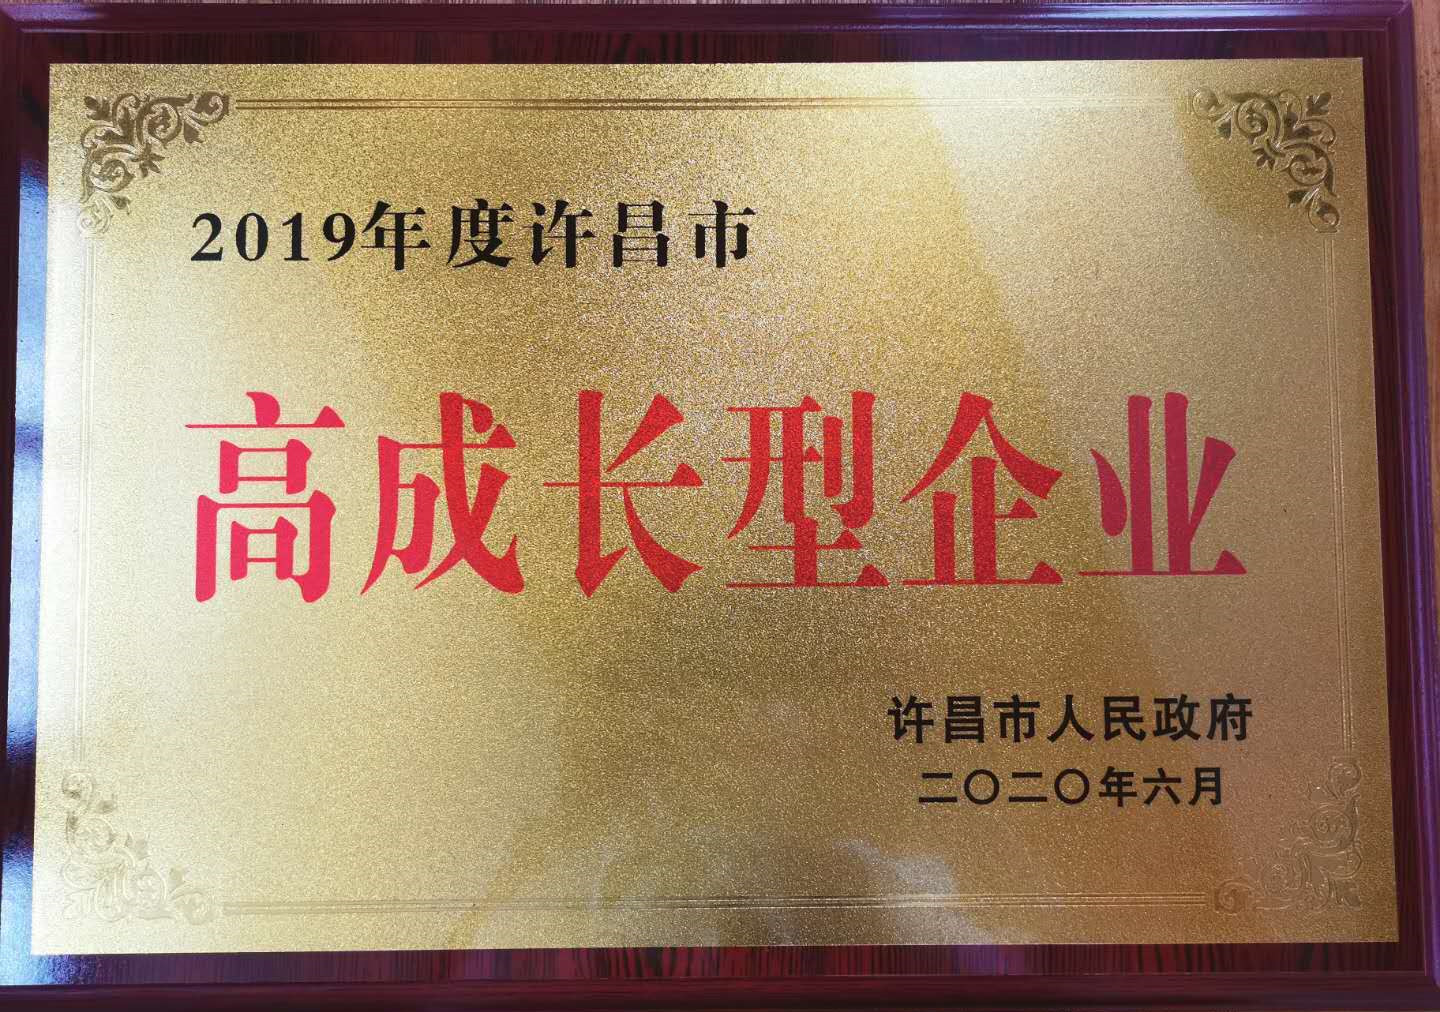 2019年度许昌市
高成长型企业
许昌市人民政府
二〇二〇年六月